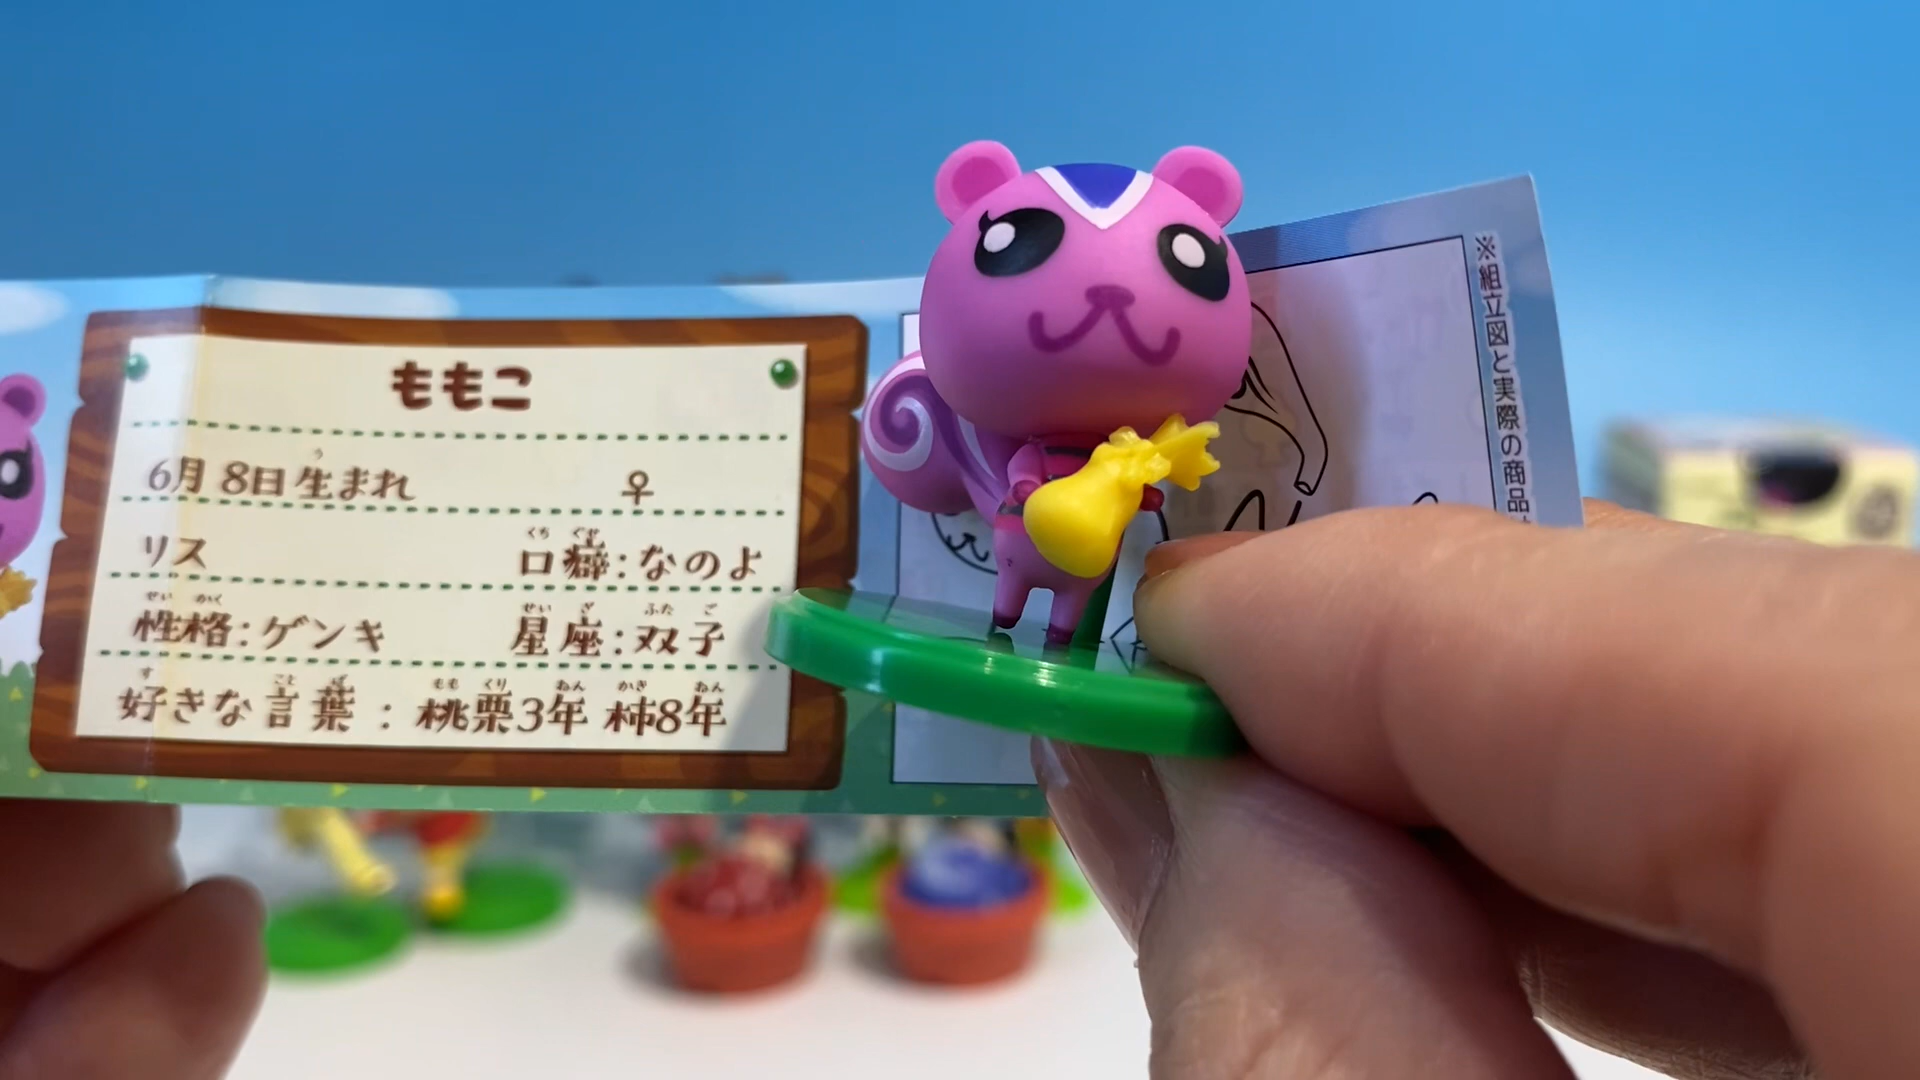 ももこ
6月 8日 生まれ ♀
リス 口癖:なのよ
性格:ゲンキ 星座:双子
好きな言葉:桃栗3年 柿8年
※組立図と実際の商品